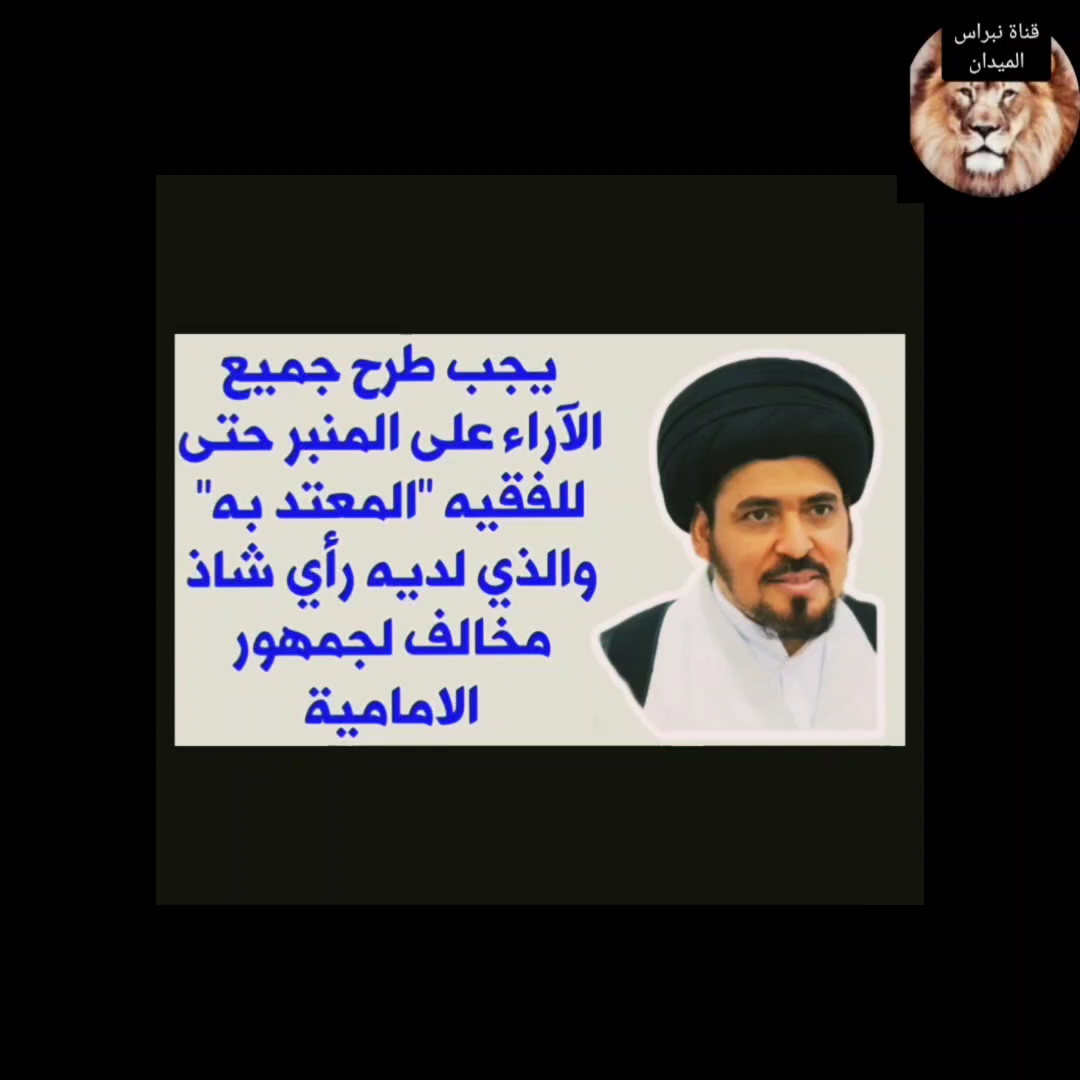 قناة نبراس
الميدان
يجب طرح جميع
الآراء على المنبر حتى
للفقيه "المعتد به"
والذي لديه رأي شاذ
مخالف لجمهور
الامامية